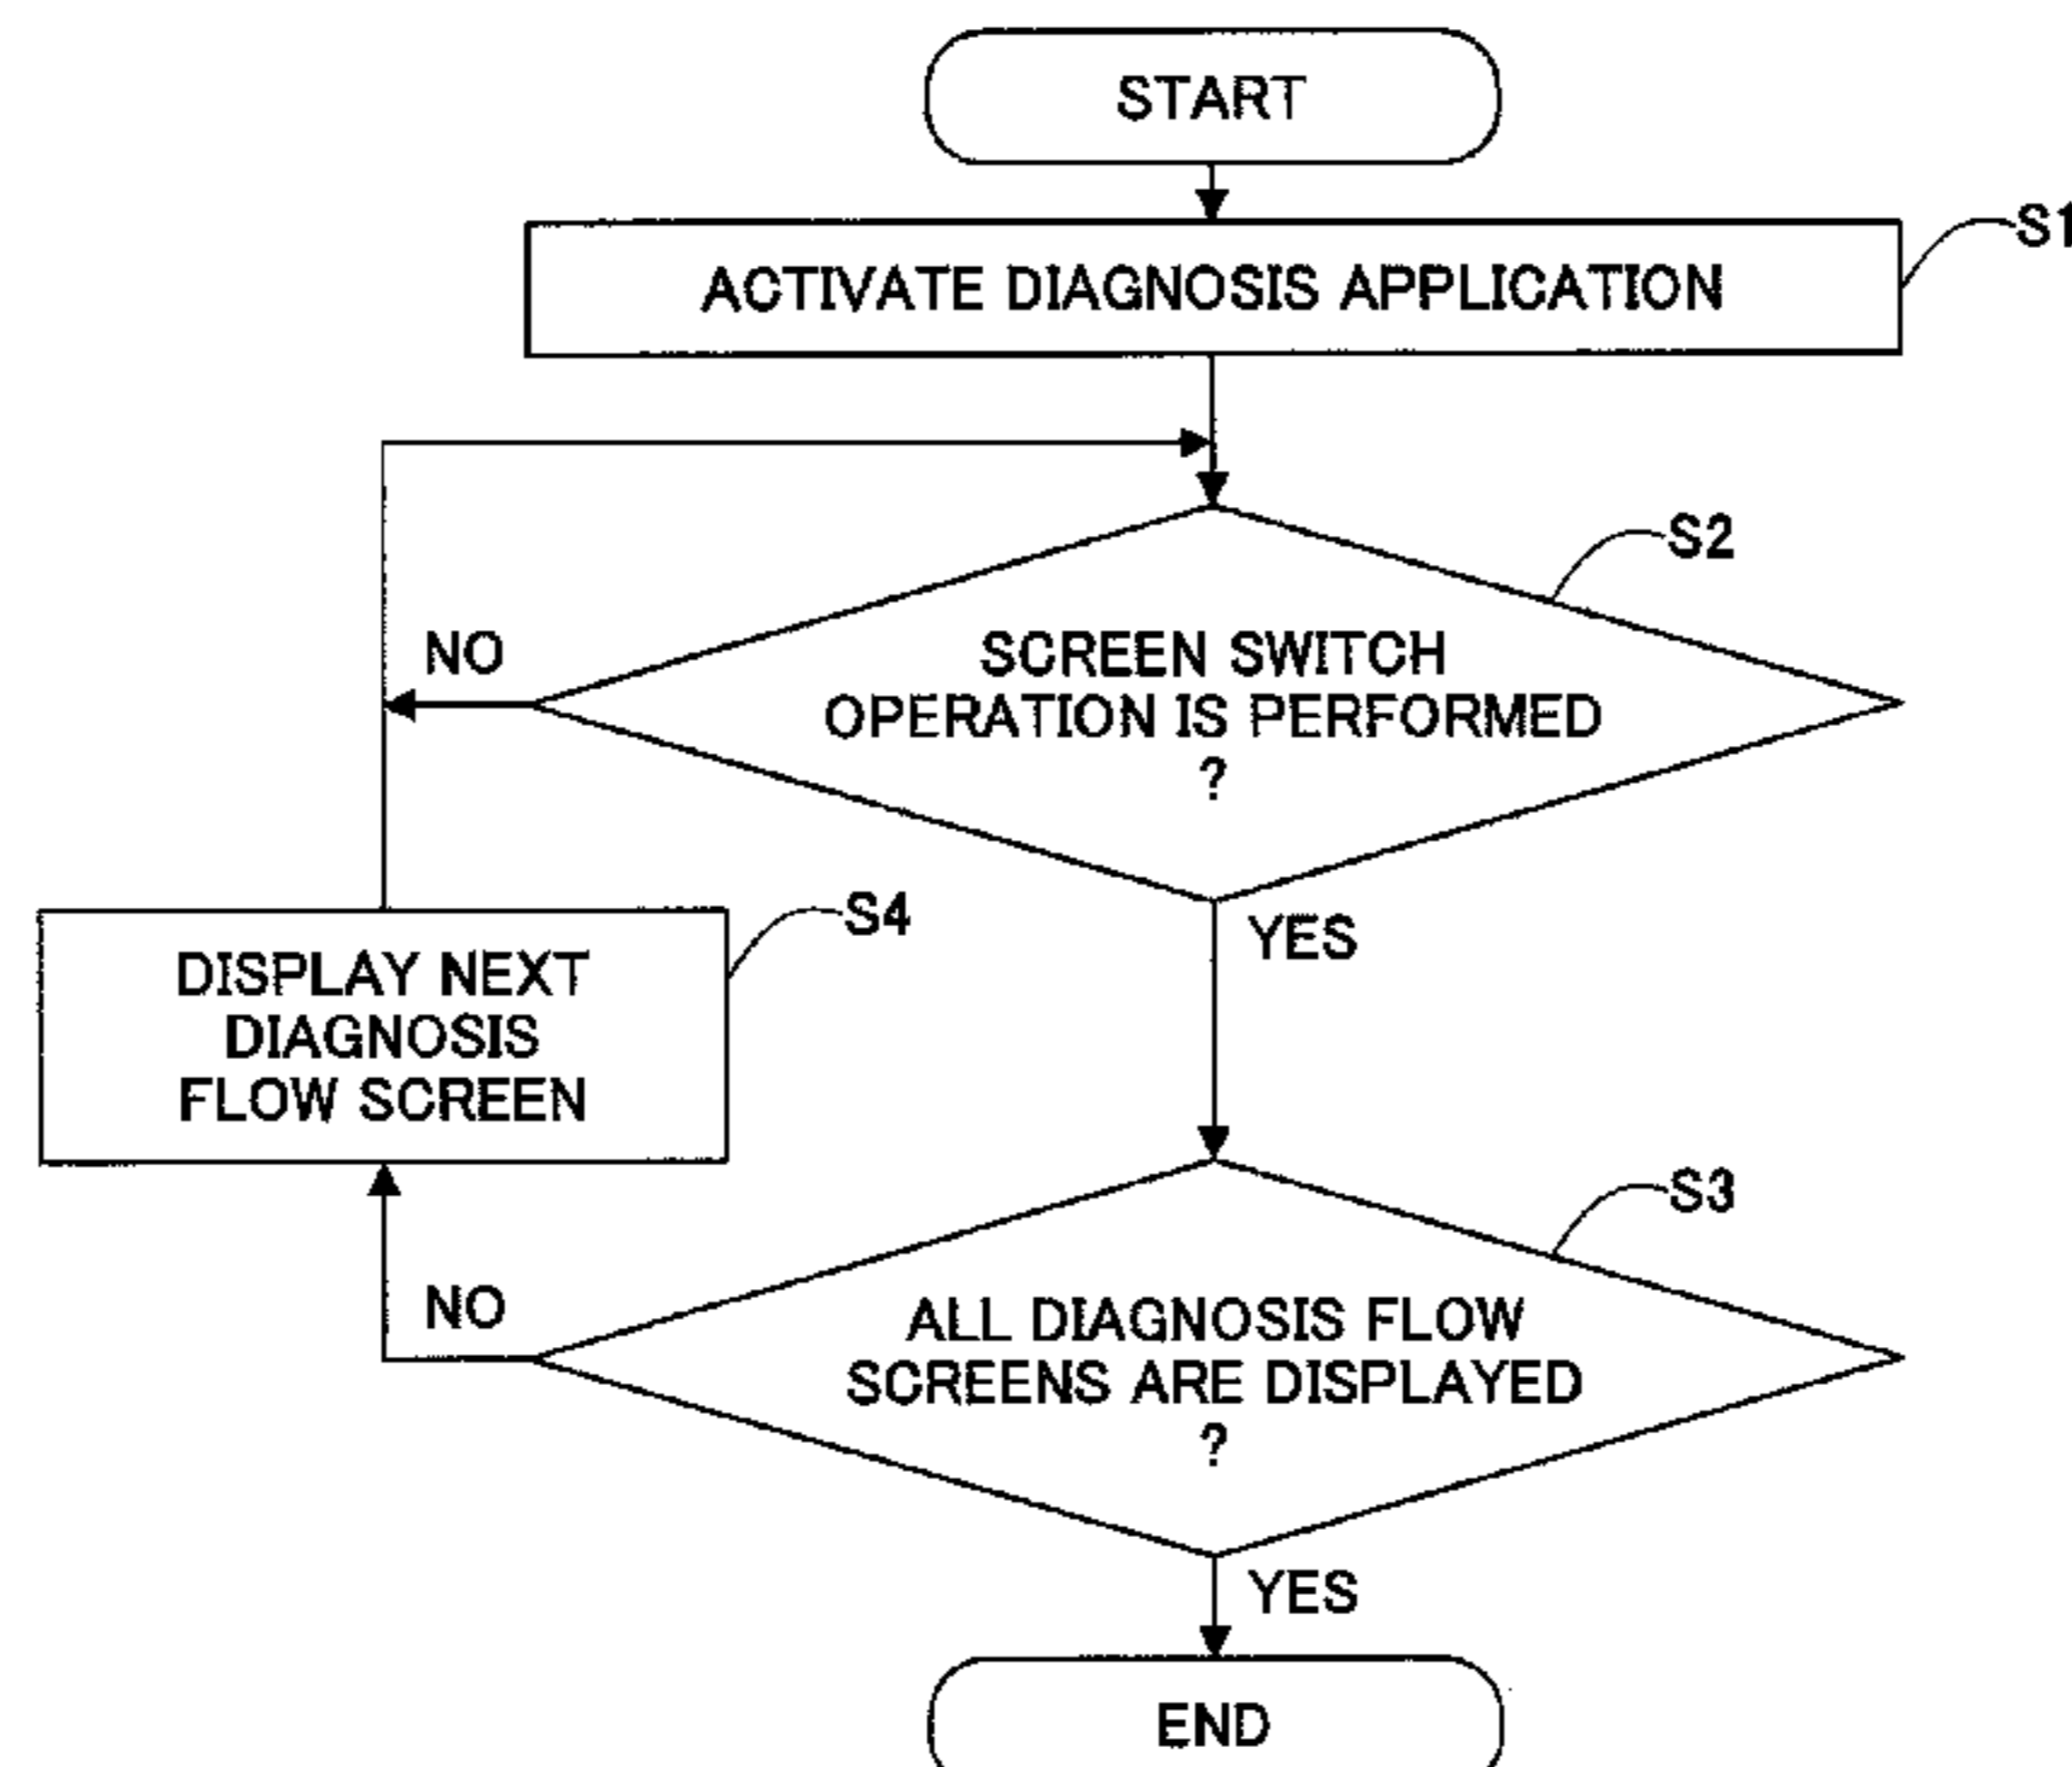 START
ACTIVATE DIAGNOSIS APPLICATION
S1
S2
SCREEN SWITCH
OPERATION IS PERFORMED
?
NO
YES
S4
DISPLAY NEXT
DIAGNOSIS
FLOW SCREEN
S3
ALL DIAGNOSIS FLOW
SCREENS ARE DISPLAYED
?
NO
YES
END